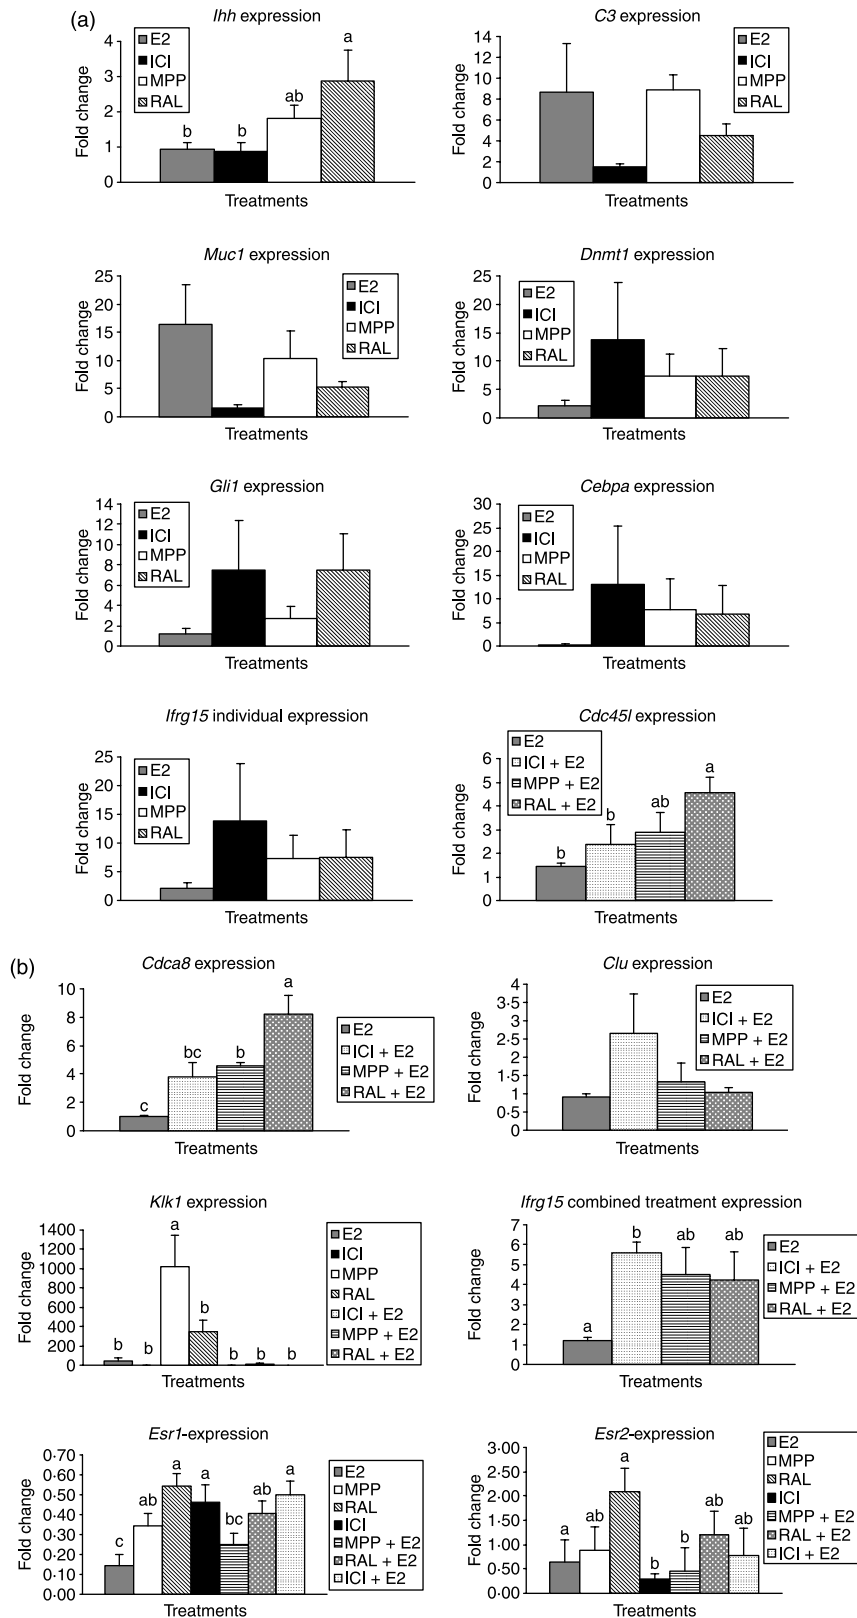 (a)
Ihh expression
Fold change
4
3
2
1
0
E2
ICI
MPP
RAL
b
b
ab
a
Treatments
C3 expression
Fold change
14
12
10
8
6
4
2
0
E2
ICI
MPP
RAL
Treatments
Muc1 expression
Fold change
25
20
15
10
5
0
E2
ICI
MPP
RAL
Treatments
Dnmt1 expression
Fold change
25
20
15
10
5
0
E2
ICI
MPP
RAL
Treatments
Gli1 expression
Fold change
14
12
10
8
6
4
2
0
E2
ICI
MPP
RAL
Treatments
Cebpa expression
Fold change
30
25
20
15
10
5
0
E2
ICI
MPP
RAL
Treatments
Ifrg15 individual expression
Fold change
25
20
15
10
5
0
E2
ICI
MPP
RAL
Treatments
Cdc45l expression
Fold change
6
5
4
3
2
1
0
E2
ICI + E2
MPP + E2
RAL + E2
b
b
ab
a
Treatments
(b)
Cdca8 expression
Fold change
10
8
6
4
2
0
c
bc
b
a
E2
ICI + E2
MPP + E2
RAL + E2
Treatments
Clu expression
Fold change
4
3·5
3
2·5
2
1·5
1
0·5
0
E2
ICI + E2
MPP + E2
RAL + E2
Treatments
Klk1 expression
Fold change
1400
1200
1000
800
600
400
200
0
b
b
a
b
b
b
b
E2
ICI
MPP
RAL
ICI + E2
MPP + E2
RAL + E2
Treatments
Ifrg15 combined treatment expression
Fold change
7
6
5
4
3
2
1
0
a
b
ab
ab
E2
ICI + E2
MPP + E2
RAL + E2
Treatments
Esr1-expression
Fold change
0·70
0·60
0·50
0·40
0·30
0·20
0·10
0·00
c
ab
a
a
bc
ab
a
E2
MPP
RAL
ICI
MPP + E2
RAL + E2
ICI + E2
Treatments
Esr2-expression
Fold change
3·00
2·50
2·00
1·50
1·00
0·50
0·00
a
ab
a
b
b
ab
ab
E2
MPP
RAL
ICI
MPP + E2
RAL + E2
ICI + E2
Treatments